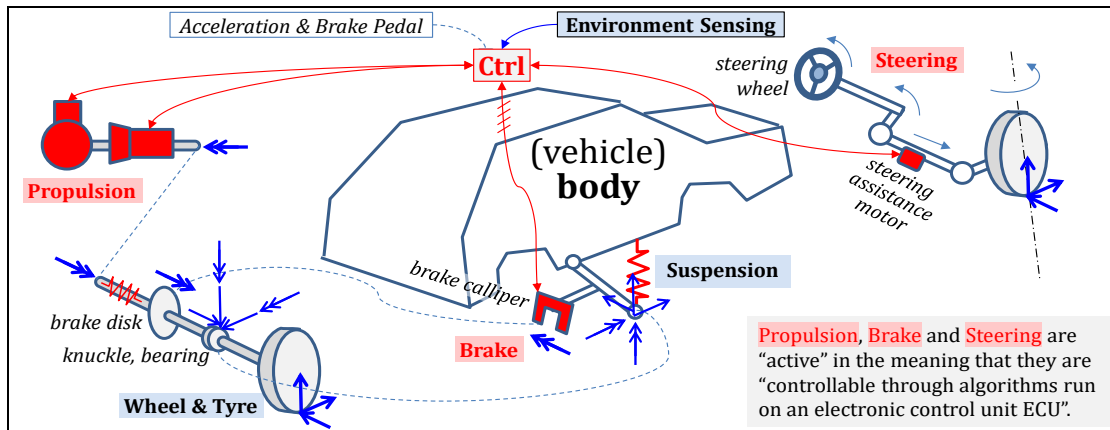 Acceleration & Brake Pedal
Environment Sensing
Ctrl
steering
wheel
Steering
Propulsion
(vehicle)
body
steering
assistance
motor
Suspension
brake calliper
brake disk
knuckle, bearing
Brake
Wheel & Tyre
Propulsion, Brake and Steering are
“active” in the meaning that they are
“controllable through algorithms run
on an electronic control unit ECU”.